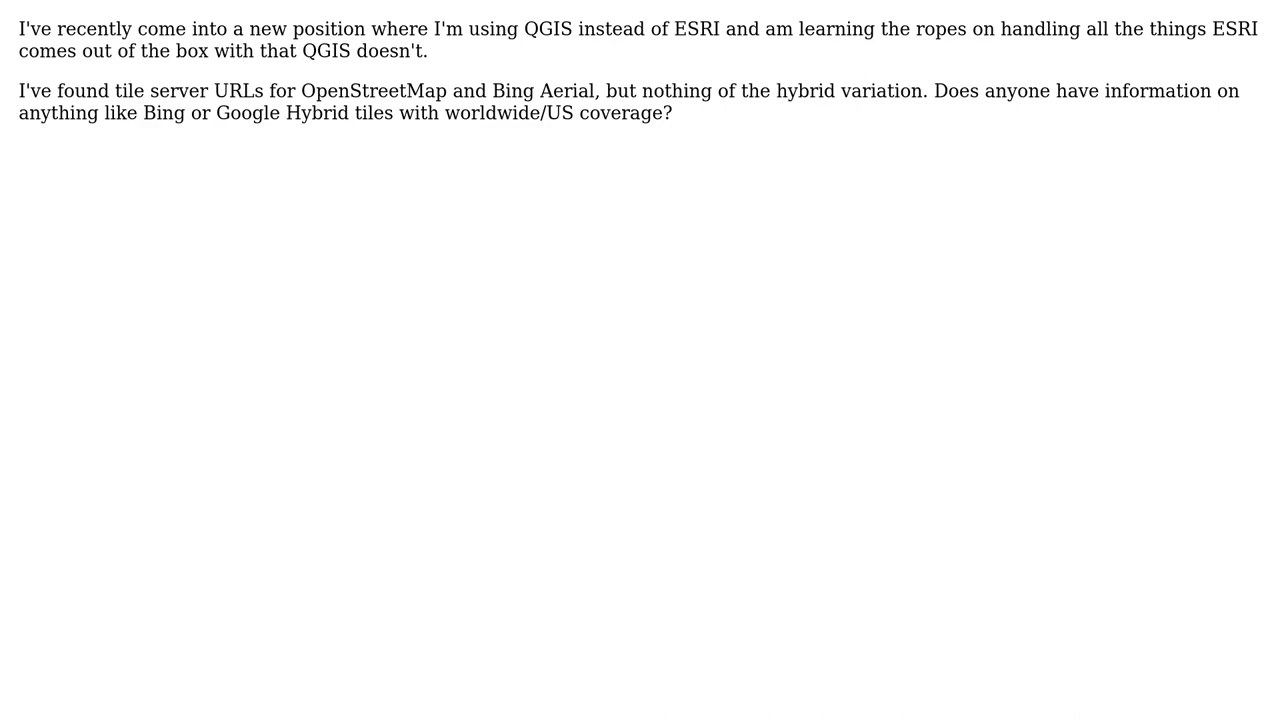 I've recently come into a new position where I'm using QGIS instead of ESRI and am learning the ropes on handling all the things ESRI
comes out of the box with that QGIS doesn't.
I've found tile server URLs for OpenStreetMap and Bing Aerial, but nothing of the hybrid variation. Does anyone have information on
anything like Bing or Google Hybrid tiles with worldwide/US coverage?